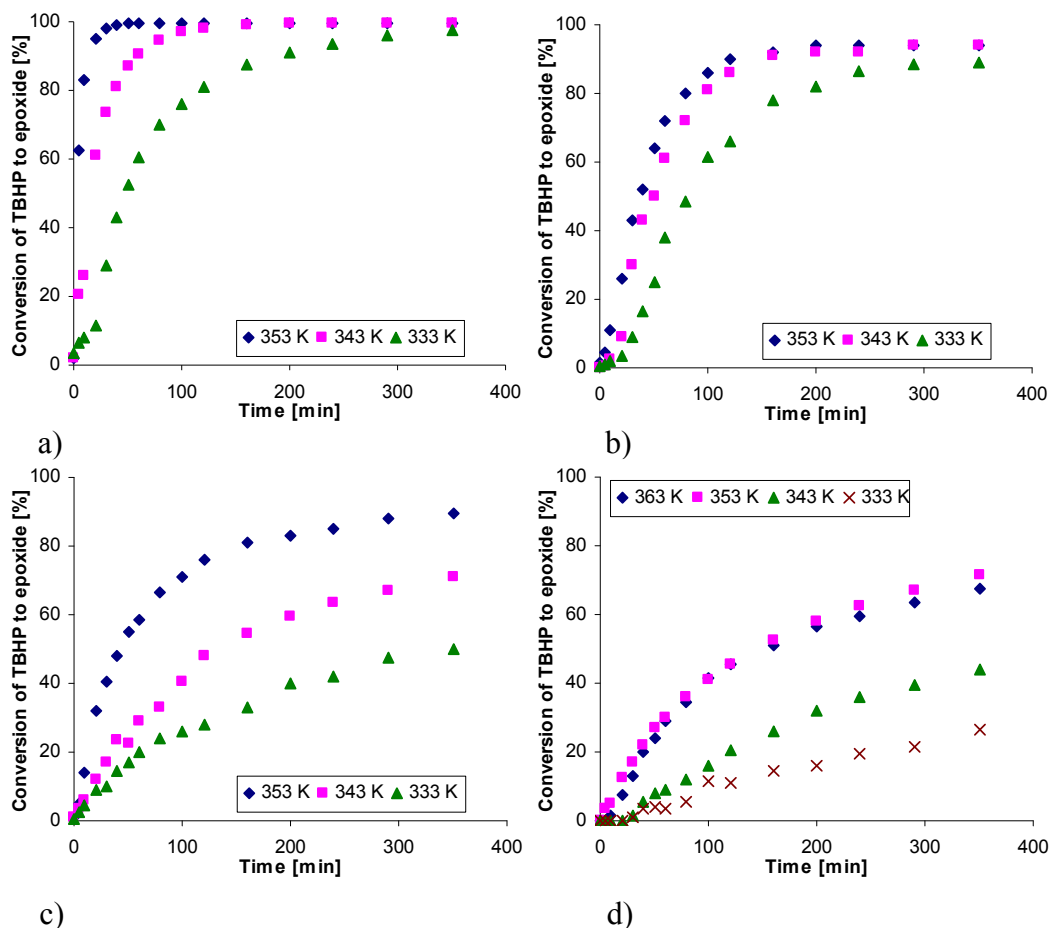 Conversion of TBHP to epoxide [%]
100
80
60
40
20
0
353 K 343 K 333 K
0 100 200 300 400
Time [min]
a)
Conversion of TBHP to epoxide [%]
100
80
60
40
20
0
353 K 343 K 333 K
0 100 200 300 400
Time [min]
b)
Conversion of TBHP to epoxide [%]
100
80
60
40
20
0
353 K 343 K 333 K
0 100 200 300 400
Time [min]
c)
Conversion of TBHP to epoxide [%]
100
363 K 353 K 343 K 333 K
80
60
40
20
0
0 100 200 300 400
Time [min]
d)